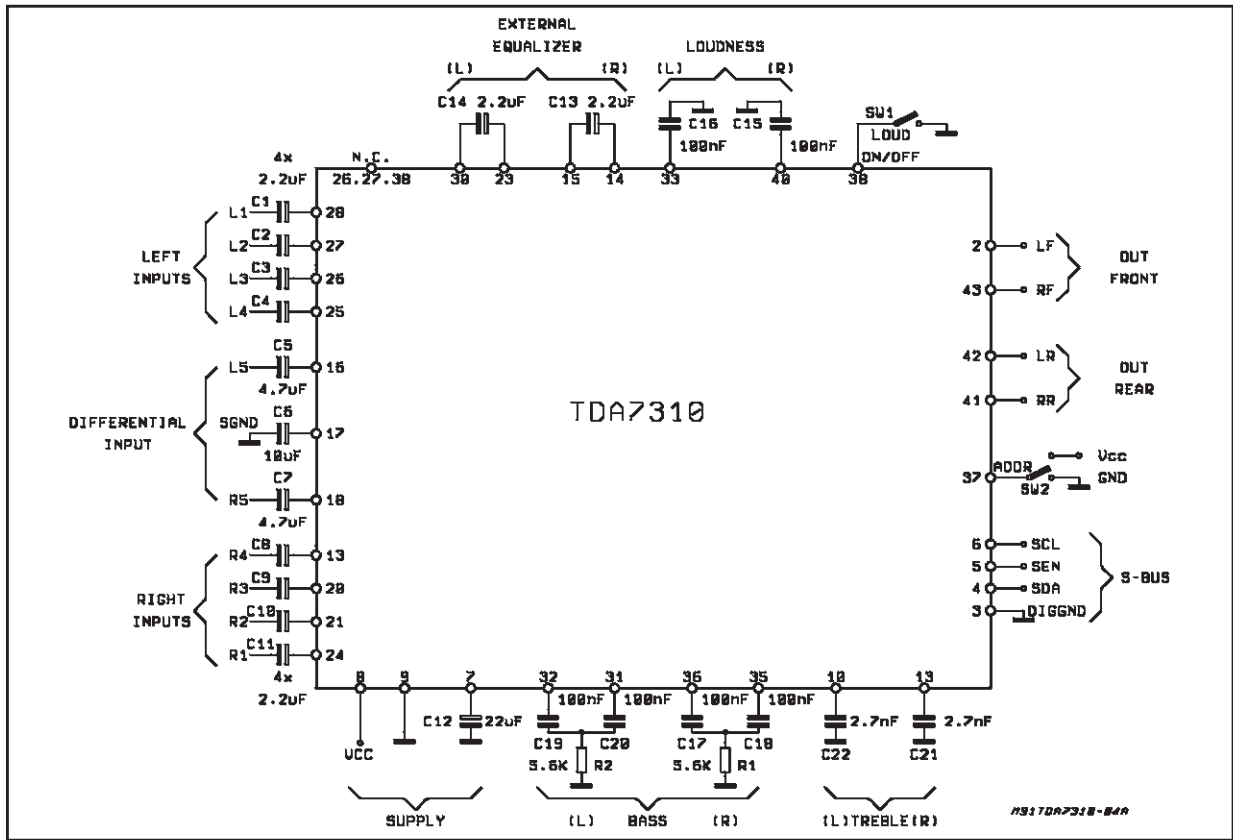 EXTERNAL
EQUALIZER
LOUDNESS
(L) (R) (L) (R)
C14 2.2uF C13 2.2uF
C16 C15
100nF 100nF
SW1
LOUD
ON/OFF
4x
2.2uF
N.C.
26.27.38
30 23 15 14 33 40 38
L1 C1 28
L2 C2 27
L3 C3 26
L4 C4 25
LEFT
INPUTS
L5 C5 16
4.7uF
DIFFERENTIAL
INPUT
SGND C6 17
10uF
R5 C7 18
4.7uF
RIGHT
INPUTS
R4 C8 13
R3 C9 20
R2 C10 21
R1 C11 24
4x
2.2uF
TDA7310
2 LF
43 RF
OUT
FRONT
42 LR
41 RR
OUT
REAR
37 ADDR
SW2
Vcc
GND
6 SCL
5 SEN
4 SDA
3 DIGGND
S-BUS
8 9 7 32 31 36 35 10 13
100nF 100nF 100nF 100nF
C12 22uF
2.7nF 2.7nF
VCC
C19 C20 C17 C18 C22 C21
5.6K R2 5.6K R1
SUPPLY
(L) BASS (R)
(L) TREBLE (R)
M91TDA7310-04A